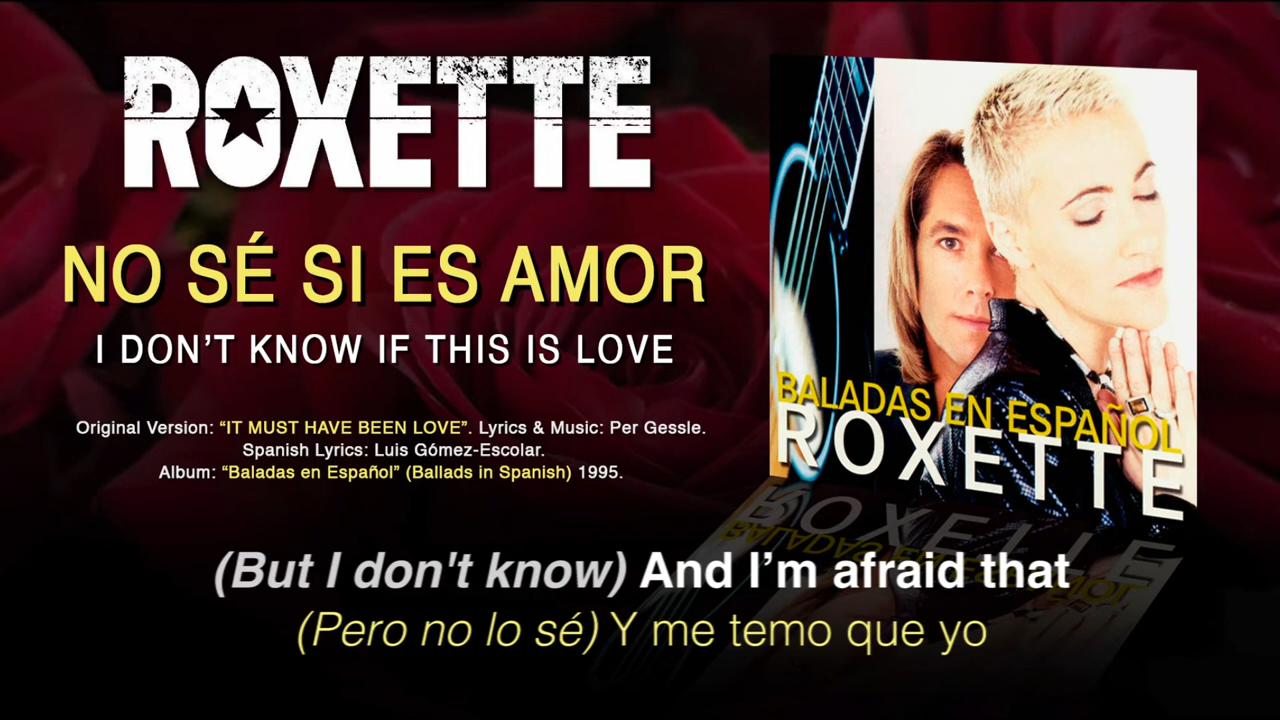 ROXETTE
NO SÉ SI ES AMOR
I DON'T KNOW IF THIS IS LOVE
Original Version: “IT MUST HAVE BEEN LOVE”. Lyrics & Music: Per Gessle.
Spanish Lyrics: Luis Gómez-Escolar.
Album: “Baladas en Español” (Ballads in Spanish) 1995.
BALADAS EN ESPAÑOL
ROXETTE
(But I don't know) And I’m afraid that
(Pero no lo sé) Y me temo que yo